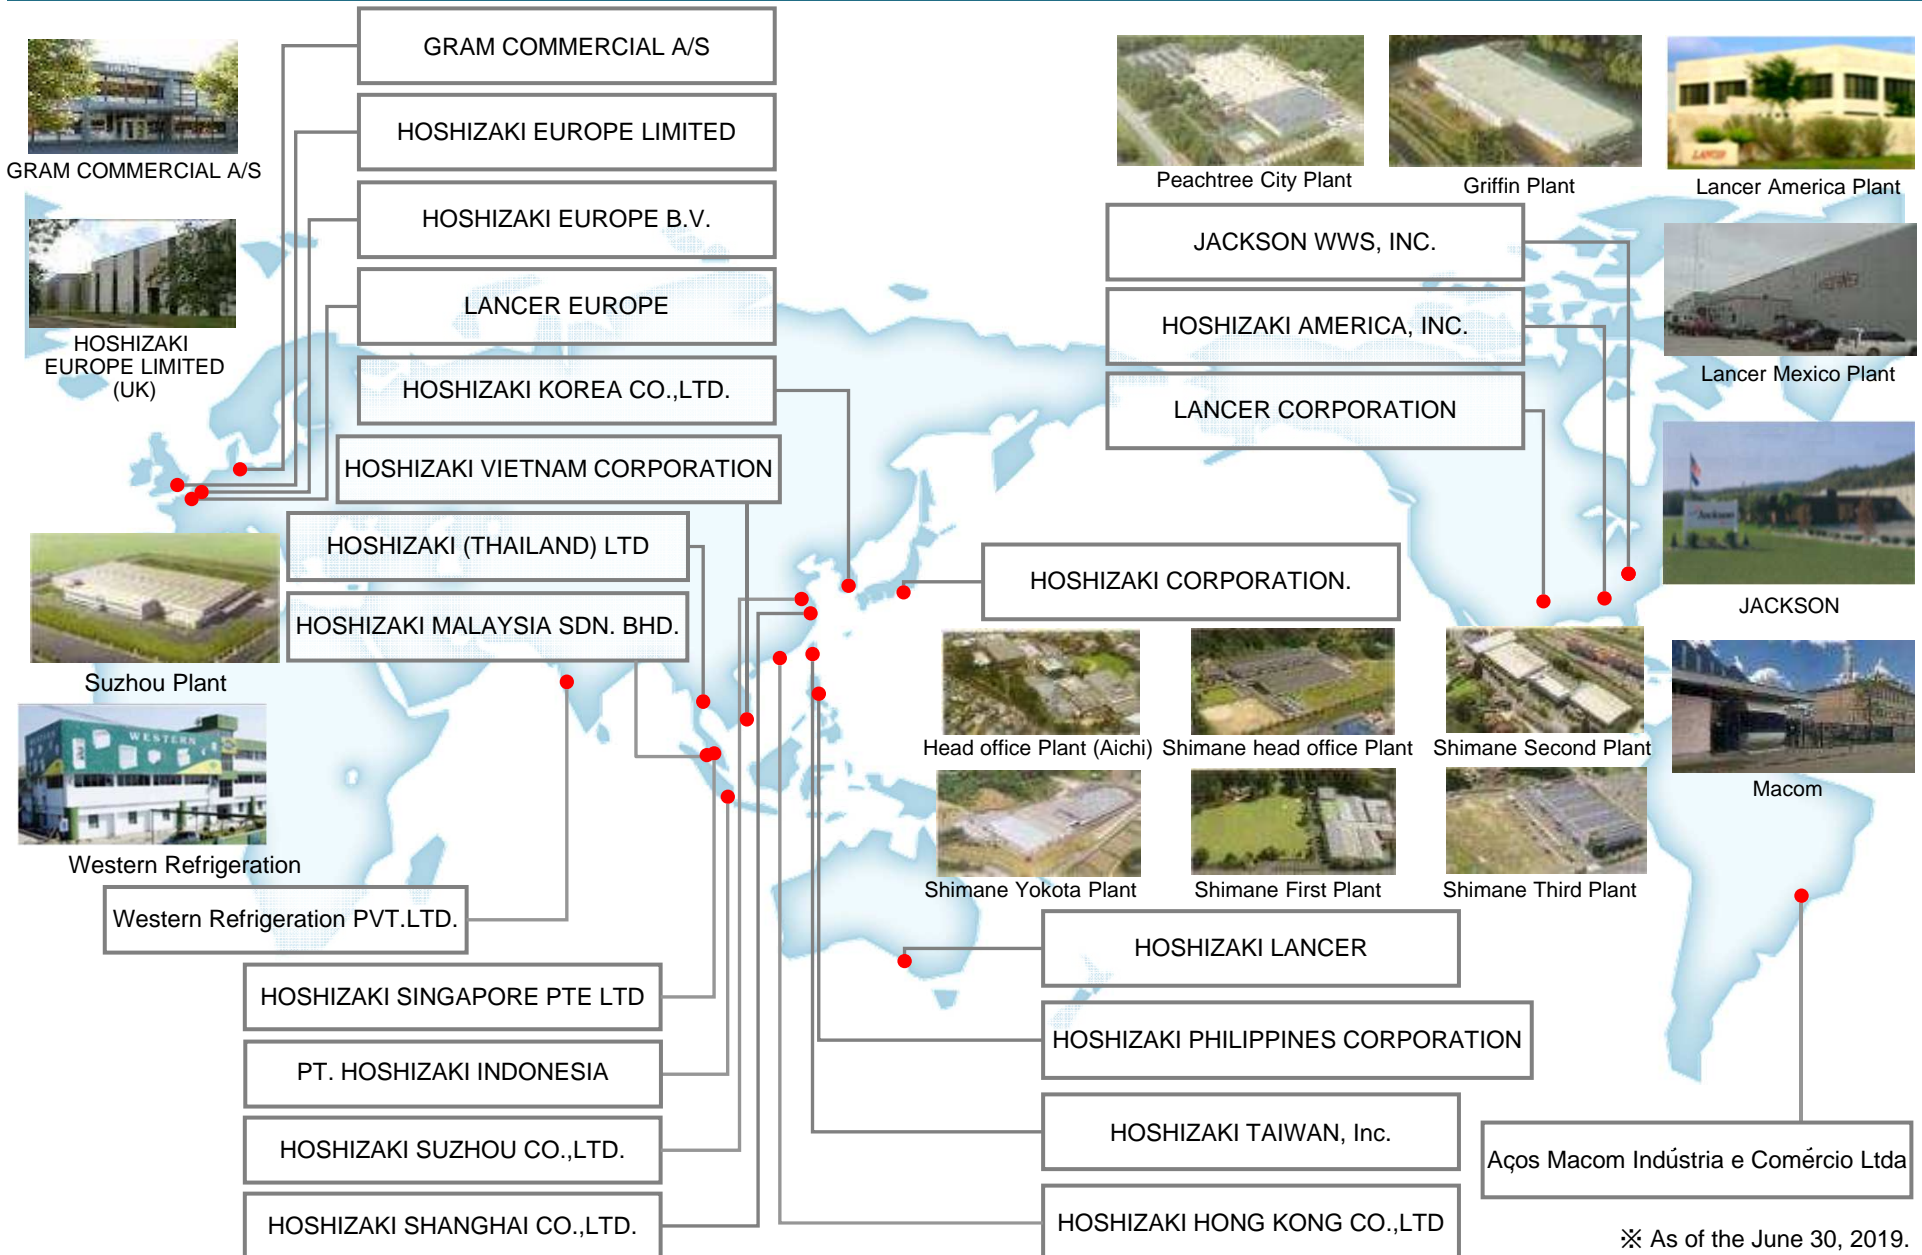 GRAM COMMERCIAL A/S
GRAM COMMERCIAL A/S
HOSHIZAKI EUROPE LIMITED
HOSHIZAKI EUROPE B.V.
LANCER EUROPE
HOSHIZAKI
EUROPE LIMITED
(UK)
HOSHIZAKI KOREA CO.,LTD.
HOSHIZAKI VIETNAM CORPORATION
HOSHIZAKI (THAILAND) LTD
HOSHIZAKI MALAYSIA SDN. BHD.
Suzhou Plant
WESTERN
Western Refrigeration
Western Refrigeration PVT.LTD.
HOSHIZAKI SINGAPORE PTE LTD
PT. HOSHIZAKI INDONESIA
HOSHIZAKI SUZHOU CO.,LTD.
HOSHIZAKI SHANGHAI CO.,LTD.
Peachtree City Plant
Griffin Plant
LANCER
Lancer America Plant
JACKSON WWS, INC.
HOSHIZAKI AMERICA, INC.
LANCER CORPORATION
Lancer Mexico Plant
Jackson
JACKSON
HOSHIZAKI CORPORATION.
Head office Plant (Aichi)
Shimane head office Plant
Shimane Second Plant
Macom
Shimane Yokota Plant
Shimane First Plant
Shimane Third Plant
HOSHIZAKI LANCER
HOSHIZAKI PHILIPPINES CORPORATION
HOSHIZAKI TAIWAN, Inc.
HOSHIZAKI HONG KONG CO.,LTD
Aços Macom Indústria e Comércio Ltda
※ As of the June 30, 2019.